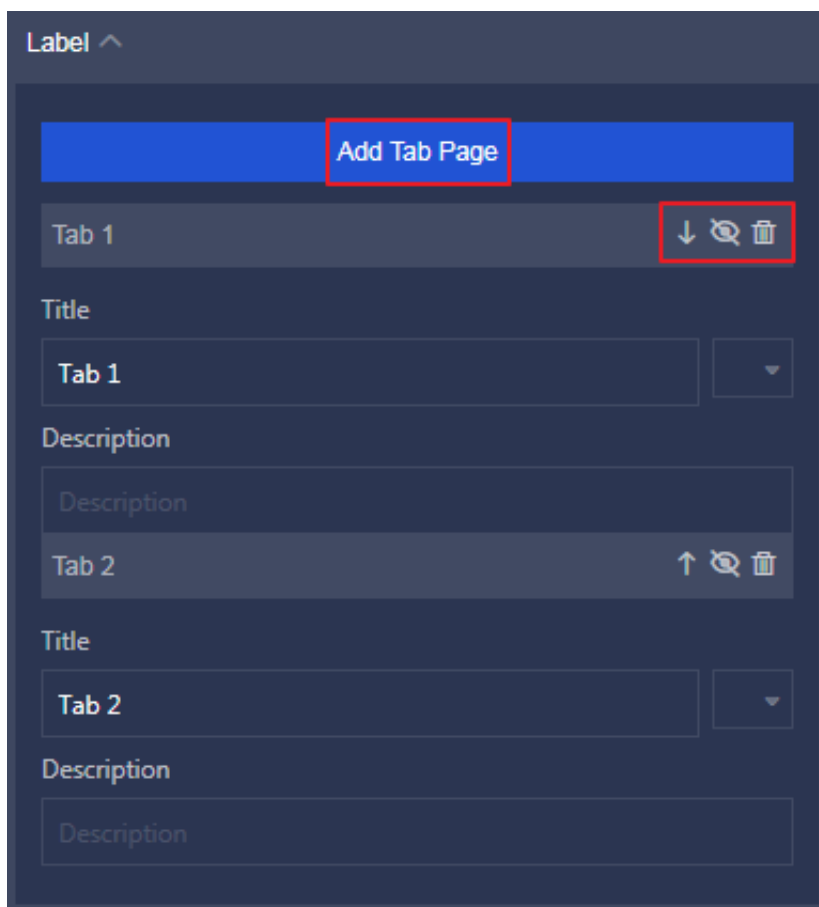 Label
Add Tab Page
Tab 1
Title
Tab 1
Description
Description
Tab 2
Title
Tab 2
Description
Description